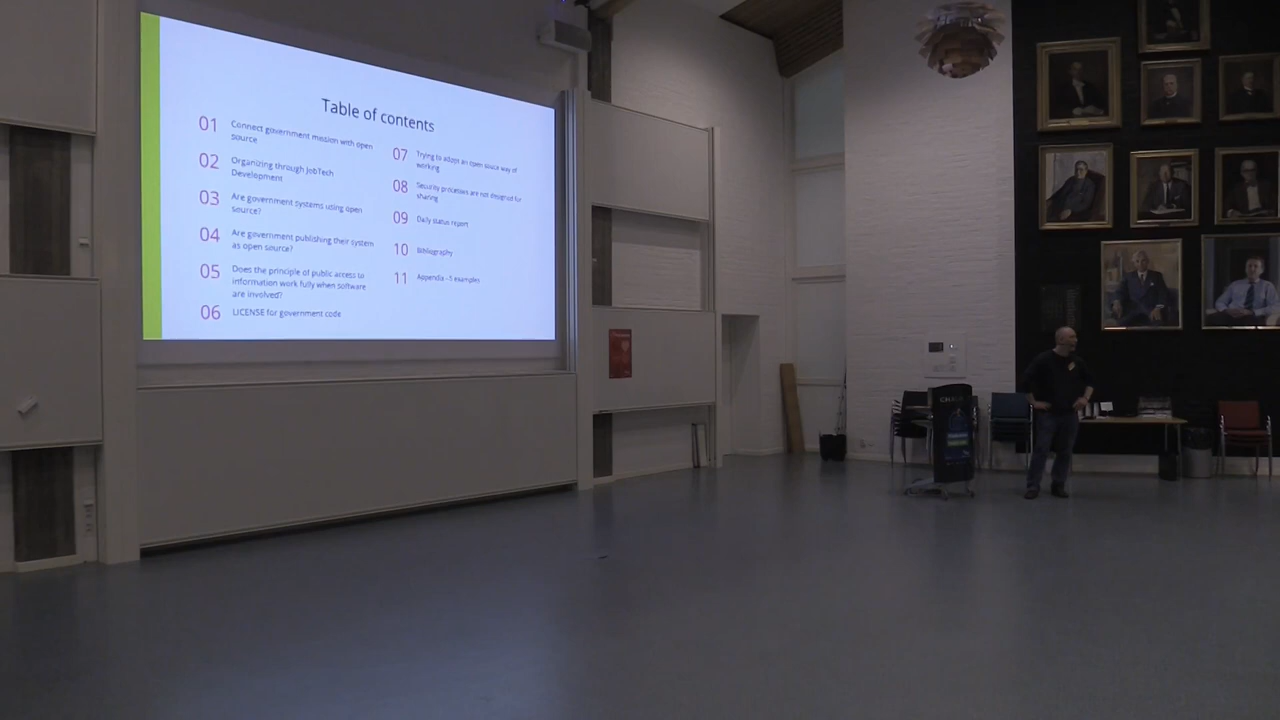 Table of contents
01 Connect government mission with open
source
02 Organizing through JobTech
Development
03 Are government systems using open
source?
04 Are government publishing their system
as open source?
05 Does the principle of public access to
information work fully when software
are involved?
06 LICENSE for government code
07 Trying to adopt an open souce way of
working
08 Security processes are not designed for
sharing
09 Daily status report
10 Bibliography
11 Appendix - 5 examples